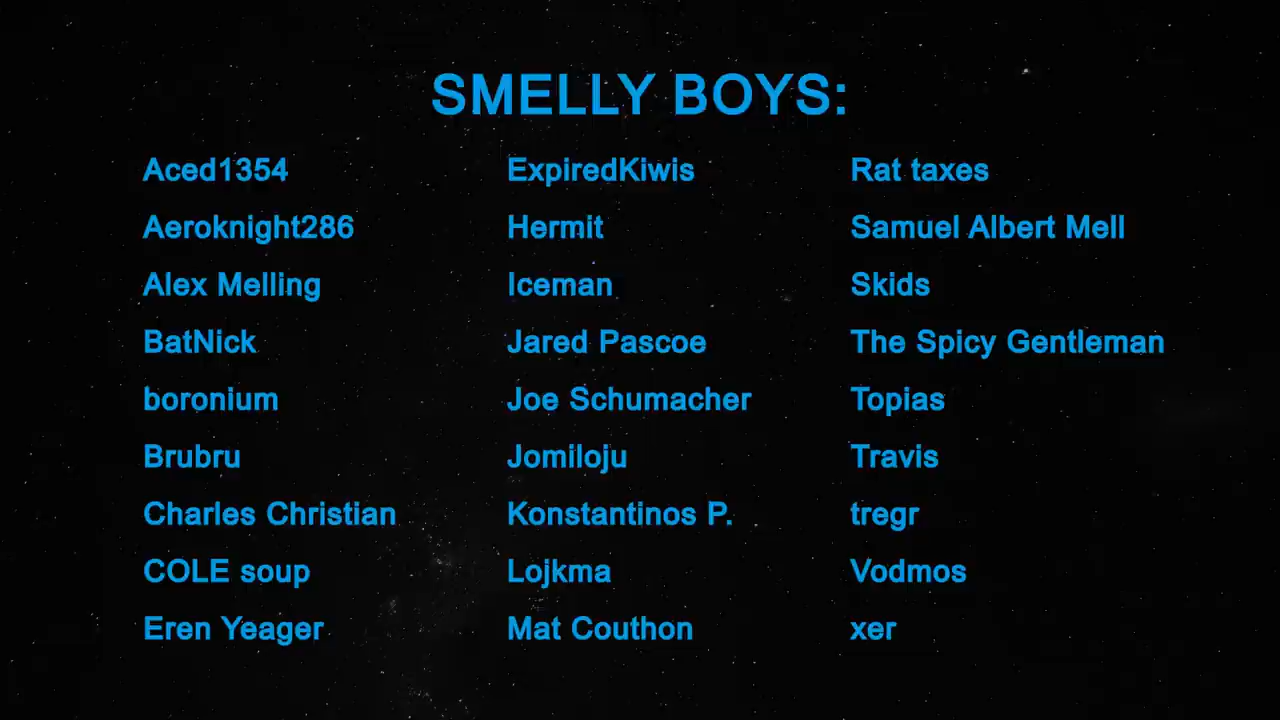 SMELLY BOYS:
Aced1354
Aeroknight286
Alex Melling
BatNick
boronium
Brubru
Charles Christian
COLE soup
Eren Yeager
ExpiredKiwis
Hermit
Iceman
Jared Pascoe
Joe Schumacher
Jomiloju
Konstantinos P.
Lojkma
Mat Couthon
Rat taxes
Samuel Albert Mell
Skids
The Spicy Gentleman
Topias
Travis
tregr
Vodmos
xer